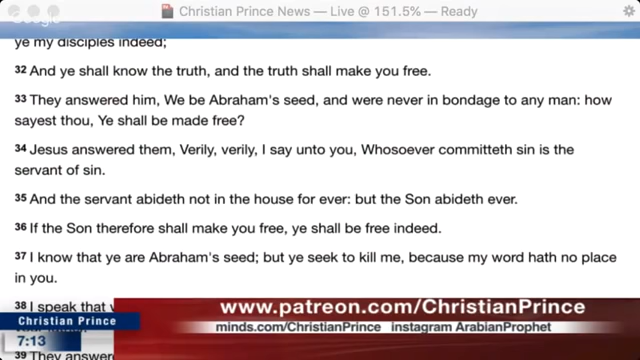 Christian Prince News — Live @ 151.5% — Ready
Google
ye my disciples indeed;
32 And ye shall know the truth, and the truth shall make you free.
33 They answered him, We be Abraham's seed, and were never in bondage to any man: how
sayest thou, Ye shall be made free?
34 Jesus answered them, Verily, verily, I say unto you, Whosoever committeth sin is the
servant of sin.
35 And the servant abideth not in the house for ever: but the Son abideth ever.
36 If the Son therefore shall make you free, ye shall be free indeed.
37 I know that ye are Abraham's seed; but ye seek to kill me, because my word hath no place
in you.
38 I speak that
www.patreon.com/ChristianPrince
Christian Prince
minds.com/ChristianPrince instagram ArabianProphet
7:13
39 They answer